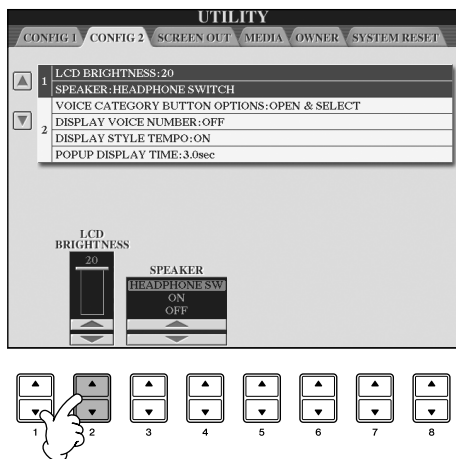 UTILITY
CONFIG 1 CONFIG 2 SCREEN OUT MEDIA OWNER SYSTEM RESET
1 LCD BRIGHTNESS:20
SPEAKER:HEADPHONE SWITCH
2 VOICE CATEGORY BUTTON OPTIONS:OPEN & SELECT
DISPLAY VOICE NUMBER:OFF
DISPLAY STYLE TEMPO:ON
POPUP DISPLAY TIME:3.0sec
LCD
BRIGHTNESS
20
SPEAKER
HEADPHONE SW
ON
OFF
1 2 3 4 5 6 7 8